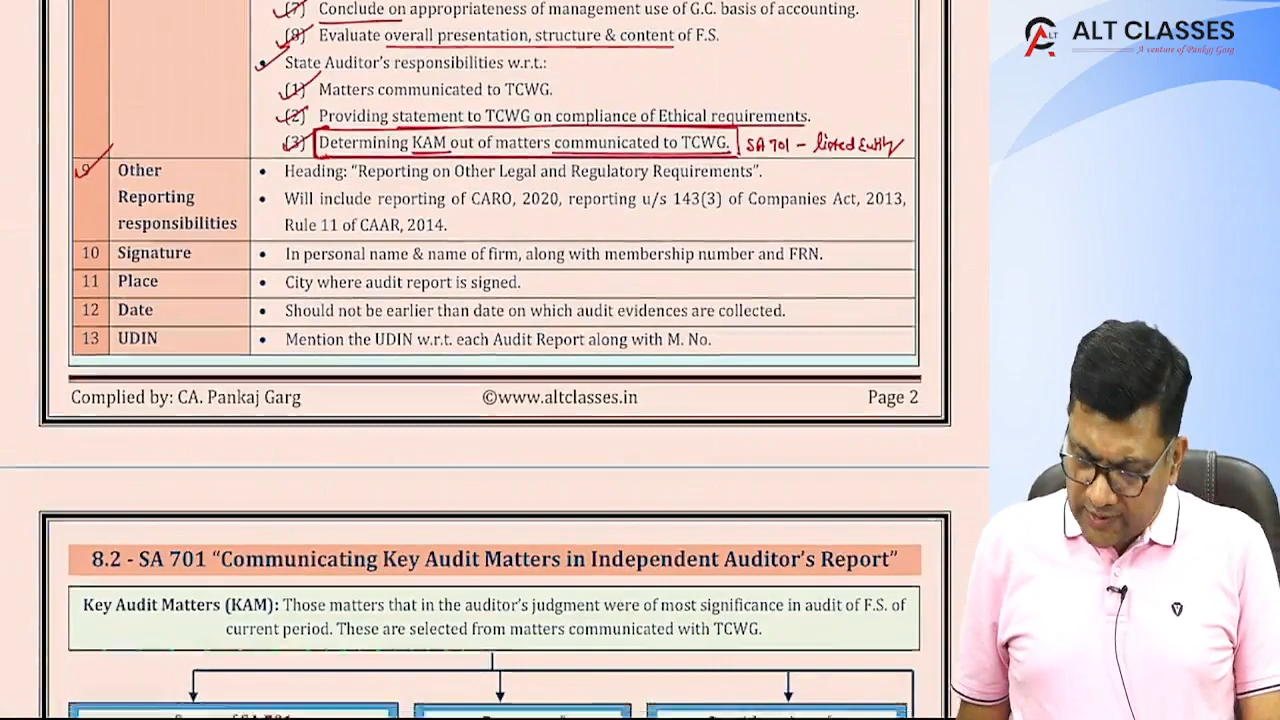 (7) Conclude on appropriateness of management use of G.C. basis of accounting.
(8) Evaluate overall presentation, structure & content of F.S.
• State Auditor's responsibilities w.r.t.:
(1) Matters communicated to TCWG.
(2) Providing statement to TCWG on compliance of Ethical requirements.
(3) Determining KAM out of matters communicated to TCWG. SA 701 - listed Entity
9 Other Reporting responsibilities
• Heading: "Reporting on Other Legal and Regulatory Requirements".
• Will include reporting of CARO, 2020, reporting u/s 143(3) of Companies Act, 2013,
Rule 11 of CAAR, 2014.
10 Signature • In personal name & name of firm, along with membership number and FRN.
11 Place • City where audit report is signed.
12 Date • Should not be earlier than date on which audit evidences are collected.
13 UDIN • Mention the UDIN w.r.t. each Audit Report along with M. No.
Complied by: CA. Pankaj Garg ©www.altclasses.in Page 2
8.2 - SA 701 "Communicating Key Audit Matters in Independent Auditor's Report"
Key Audit Matters (KAM): Those matters that in the auditor's judgment were of most significance in audit of F.S. of
current period. These are selected from matters communicated with TCWG.
ALT
ALT CLASSES
A venture of Pankaj Garg